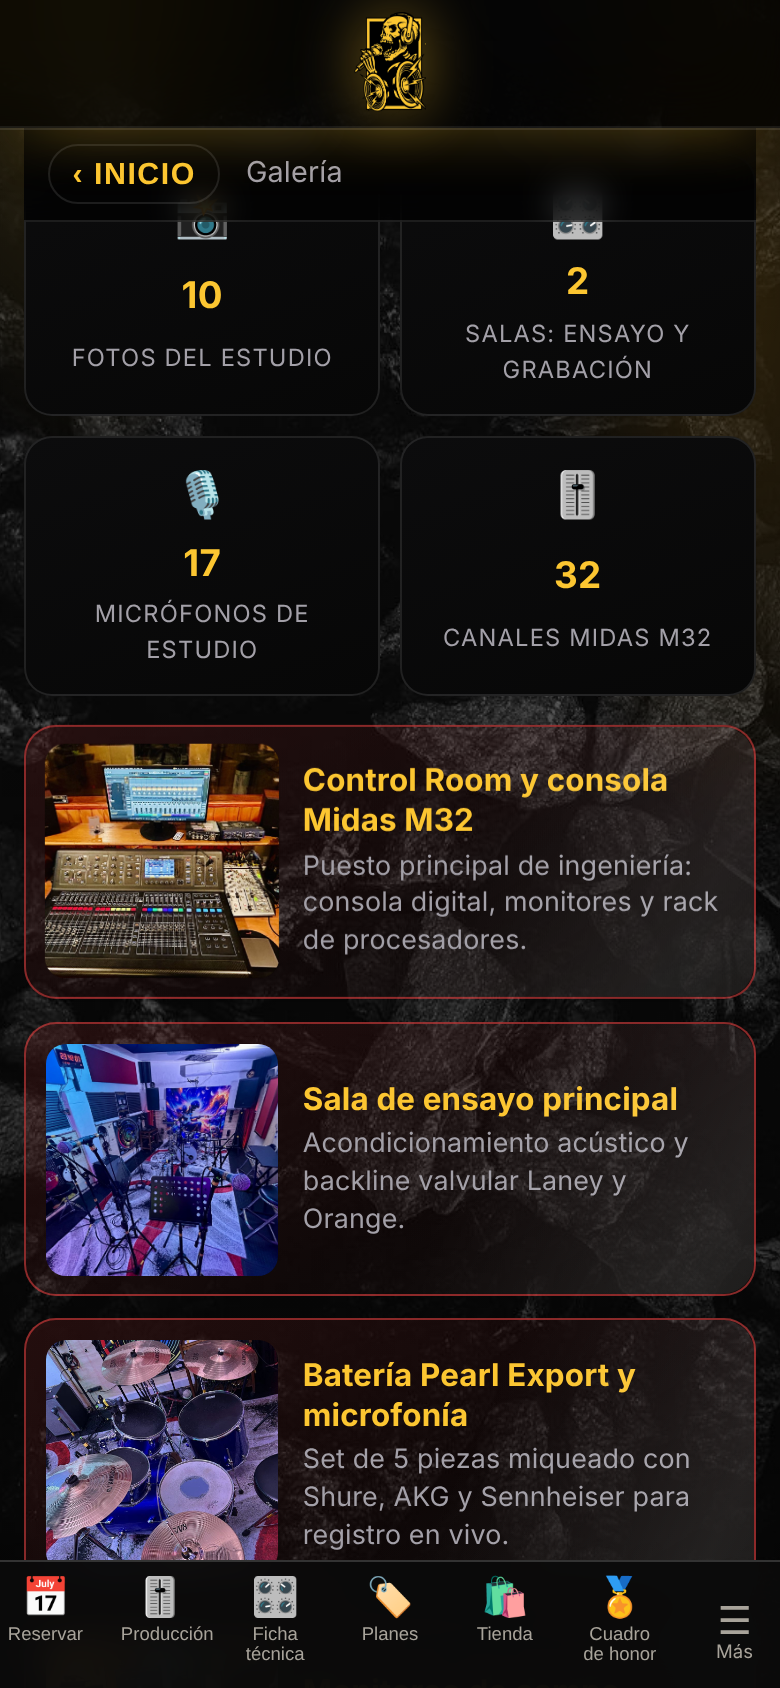 ‹ INICIO
Galería
10
FOTOS DEL ESTUDIO
2
SALAS: ENSAYO Y
GRABACIÓN
17
MICRÓFONOS DE
ESTUDIO
32
CANALES MIDAS M32
Control Room y consola
Midas M32
Puesto principal de ingeniería:
consola digital, monitores y rack
de procesadores.
Sala de ensayo principal
Acondicionamiento acústico y
backline valvular Laney y
Orange.
Batería Pearl Export y
microfonía
Set de 5 piezas miqueado con
Shure, AKG y Sennheiser para
registro en vivo.
July
17
Reservar
Producción
Ficha
técnica
Planes
Tienda
Cuadro
de honor
Más